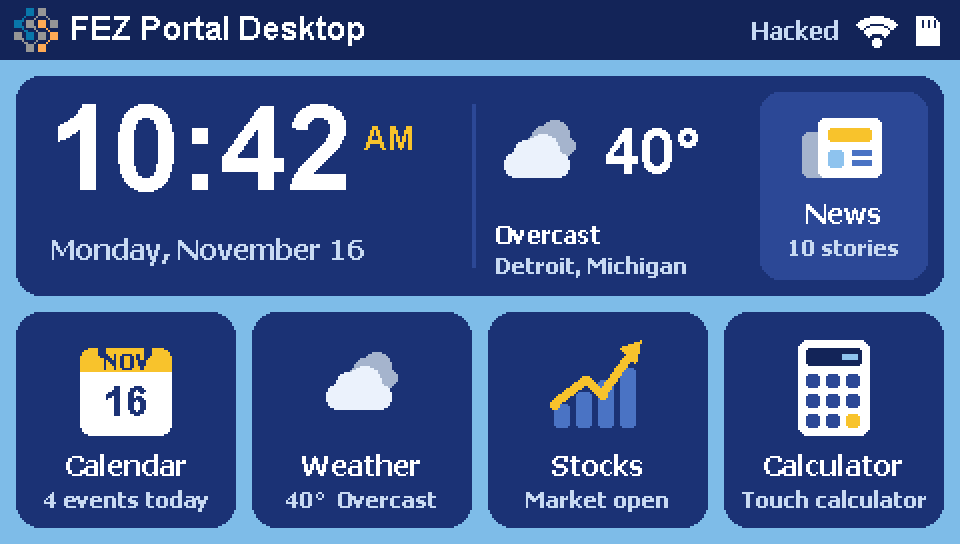 FEZ Portal Desktop
Hacked
10:42 AM
Monday, November 16
40°
Overcast
Detroit, Michigan
News
10 stories
NOV
16
Calendar
4 events today
Weather
40° Overcast
Stocks
Market open
Calculator
Touch calculator